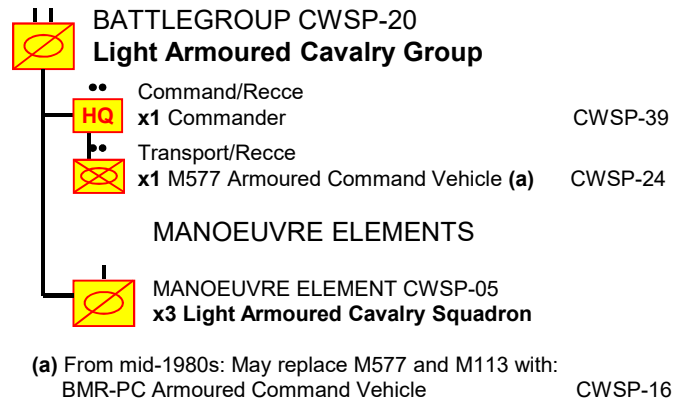 BATTLEGROUP CWSP-20
Light Armoured Cavalry Group
Command/Recce
HQ x1 Commander CWSP-39
Transport/Recce
x1 M577 Armoured Command Vehicle (a) CWSP-24
MANOEUVRE ELEMENTS
MANOEUVRE ELEMENT CWSP-05
x3 Light Armoured Cavalry Squadron
(a) From mid-1980s: May replace M577 and M113 with:
BMR-PC Armoured Command Vehicle CWSP-16